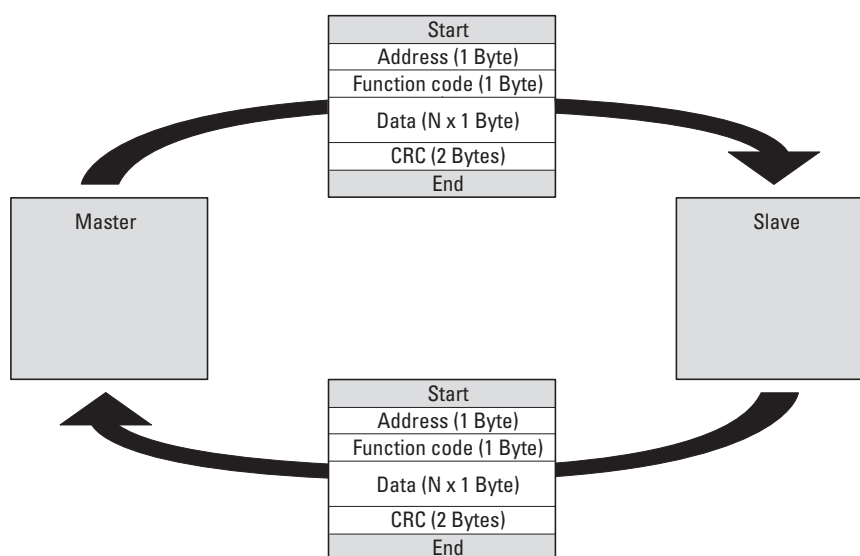 Start
Address (1 Byte)
Function code (1 Byte)
Data (N x 1 Byte)
CRC (2 Bytes)
End
Master
Slave
Start
Address (1 Byte)
Function code (1 Byte)
Data (N x 1 Byte)
CRC (2 Bytes)
End